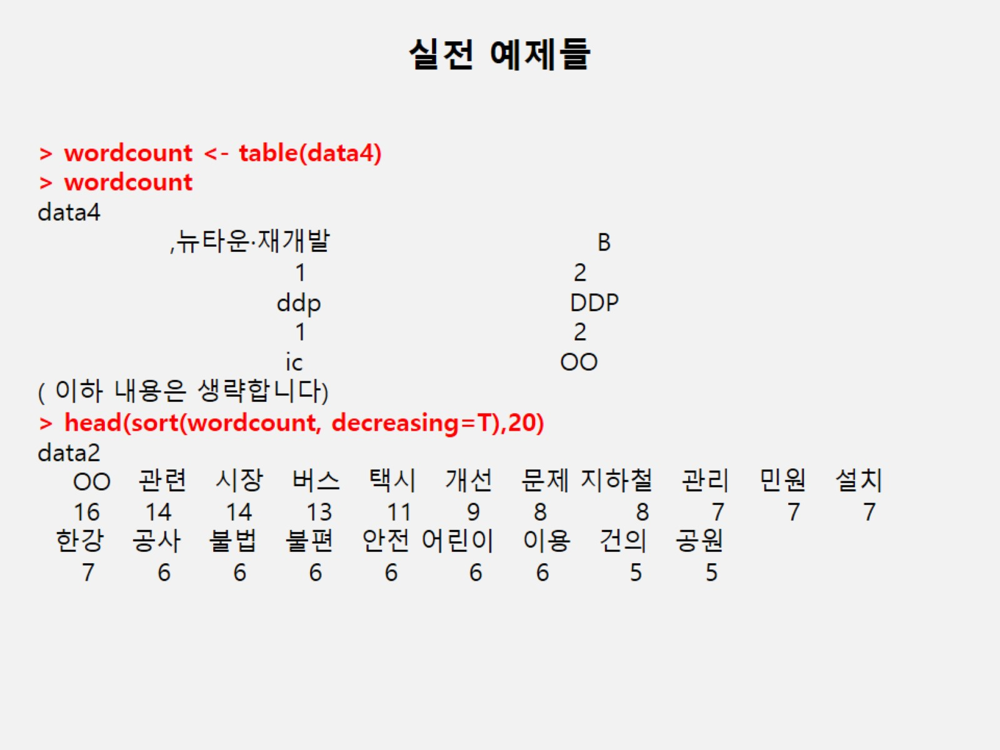 실전 예제들
> wordcount <- table(data4)
> wordcount
data4
,뉴타운·재개발 B
1 2
ddp DDP
1 2
ic OO
( 이하 내용은 생략합니다)
> head(sort(wordcount, decreasing=T),20)
data2
OO 관련 시장 버스 택시 개선 문제 지하철 관리 민원 설치
16 14 14 13 11 9 8 8 7 7 7
한강 공사 불법 불편 안전 어린이 이용 건의 공원
7 6 6 6 6 6 6 5 5